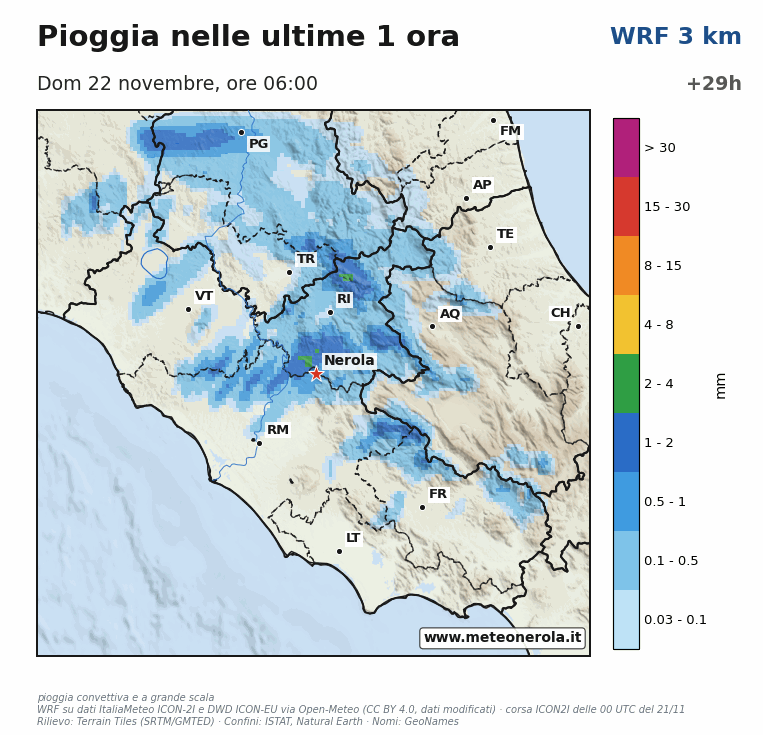 Pioggia nelle ultime 1 ora
WRF 3 km
Dom 22 novembre, ore 06:00
+29h
PG
FM
AP
TE
TR
VT
RI
AQ
CH
Nerola
RM
FR
LT
www.meteonerola.it
> 30
15 - 30
8 - 15
4 - 8
2 - 4
1 - 2
0.5 - 1
0.1 - 0.5
0.03 - 0.1
mm
pioggia convettiva e a grande scala
WRF su dati ItaliaMeteo ICON-2I e DWD ICON-EU via Open-Meteo (CC BY 4.0, dati modificati) · corsa ICON2I delle 00 UTC del 21/11
Rilievo: Terrain Tiles (SRTM/GMTED) · Confini: ISTAT, Natural Earth · Nomi: GeoNames